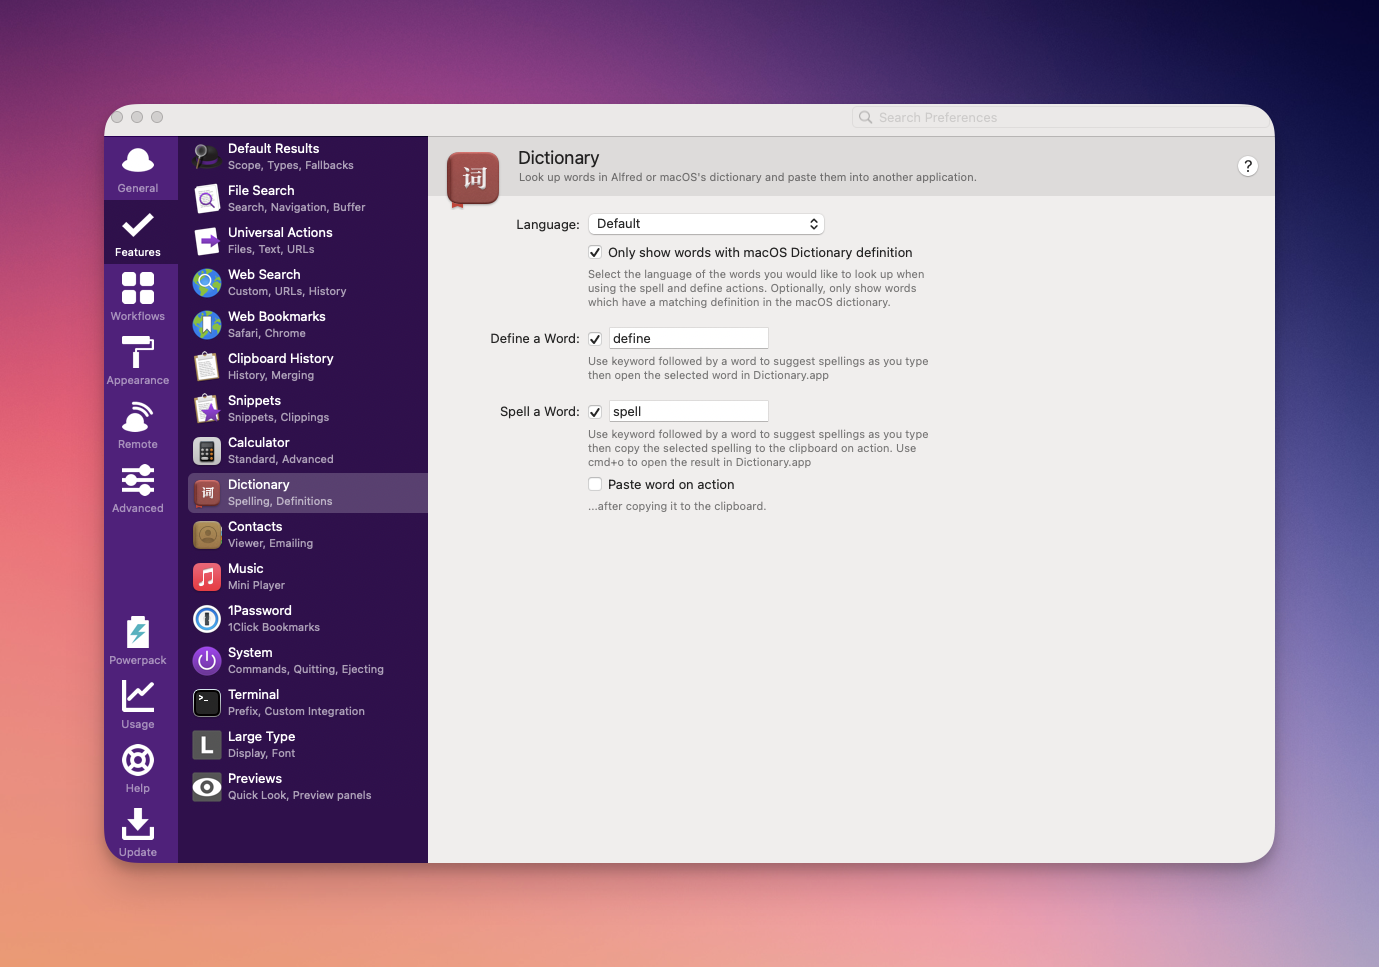 Search Preferences
General
Features
Workflows
Appearance
Remote
Advanced
Powerpack
Usage
Help
Update
Default Results
Scope, Types, Fallbacks
File Search
Search, Navigation, Buffer
Universal Actions
Files, Text, URLs
Web Search
Custom, URLs, History
Web Bookmarks
Safari, Chrome
Clipboard History
History, Merging
Snippets
Snippets, Clippings
Calculator
Standard, Advanced
词
Dictionary
Spelling, Definitions
Contacts
Viewer, Emailing
Music
Mini Player
1Password
1Click Bookmarks
System
Commands, Quitting, Ejecting
>-
Terminal
Prefix, Custom Integration
L
Large Type
Display, Font
Previews
Quick Look, Preview panels
词
Dictionary
Look up words in Alfred or macOS's dictionary and paste them into another application.
?
Language: Default
Only show words with macOS Dictionary definition
Select the language of the words you would like to look up when
using the spell and define actions. Optionally, only show words
which have a matching definition in the macOS dictionary.
Define a Word: define
Use keyword followed by a word to suggest spellings as you type
then open the selected word in Dictionary.app
Spell a Word: spell
Use keyword followed by a word to suggest spellings as you type
then copy the selected spelling to the clipboard on action. Use
cmd+o to open the result in Dictionary.app
Paste word on action
...after copying it to the clipboard.